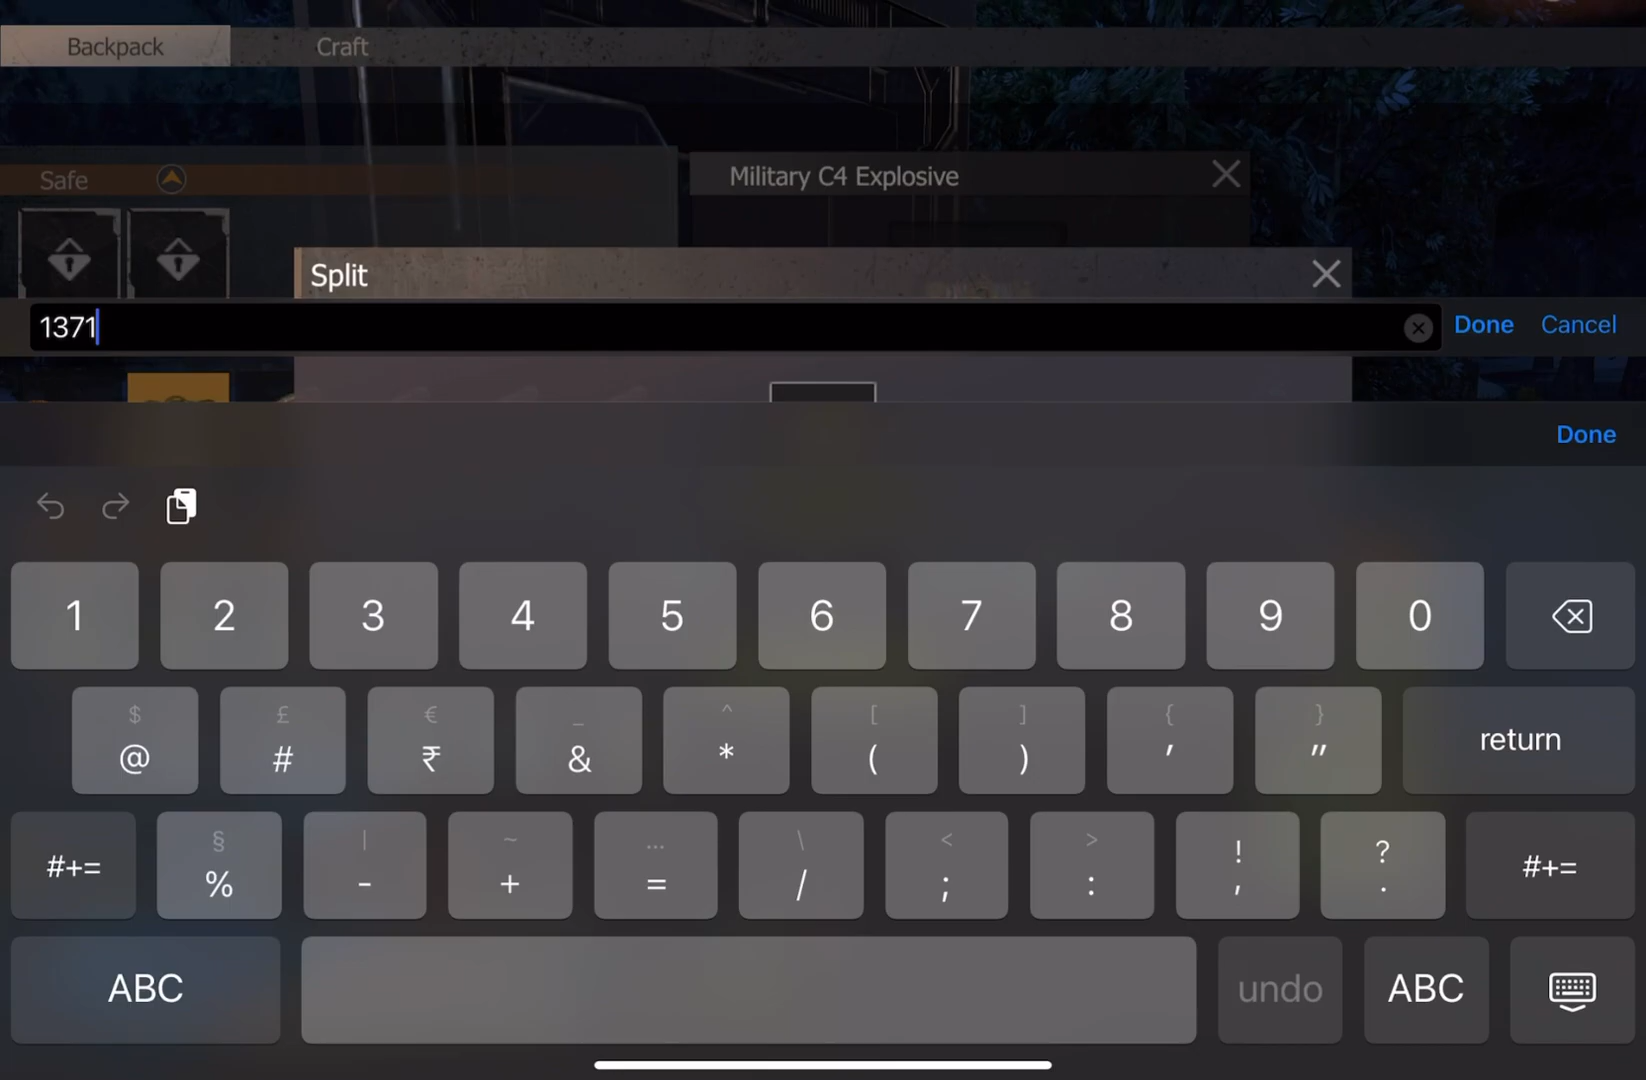 Backpack Craft
Safe
Military C4 Explosive
Split
1371 Done Cancel
Done
1 2 3 4 5 6 7 8 9 0
$ £ € _ ^ [ ] { }
@ # ₹ & * ( ) ' " return
§ | ~ ... \ < > ! ?
#+= % - + = / ; : , . #+=
ABC undo ABC